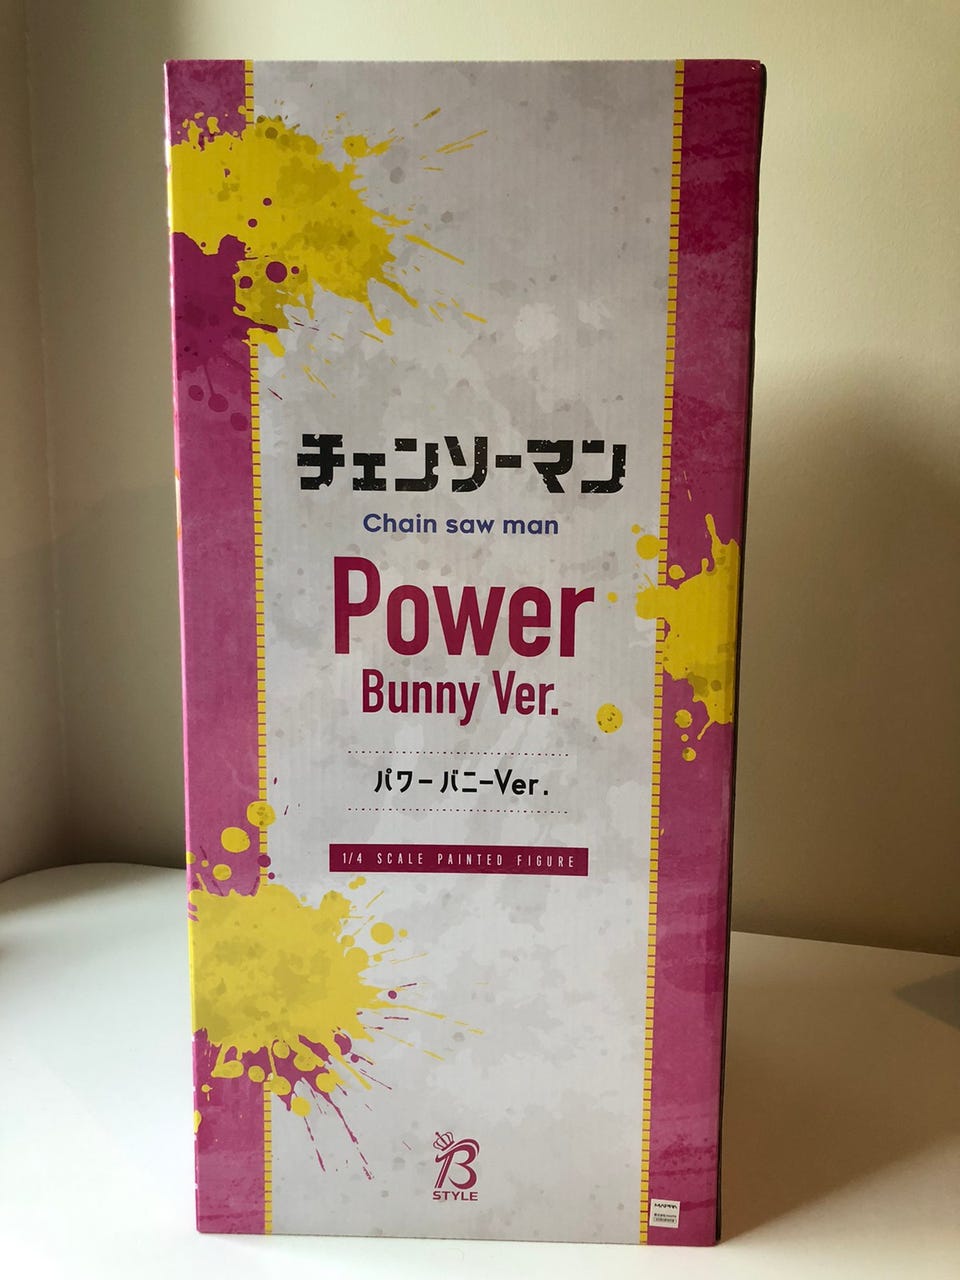 チェンソーマン
Chain saw man
Power
Bunny Ver.
パワー バニーVer.
1/4 SCALE PAINTED FIGURE
B
STYLE
MAPPA